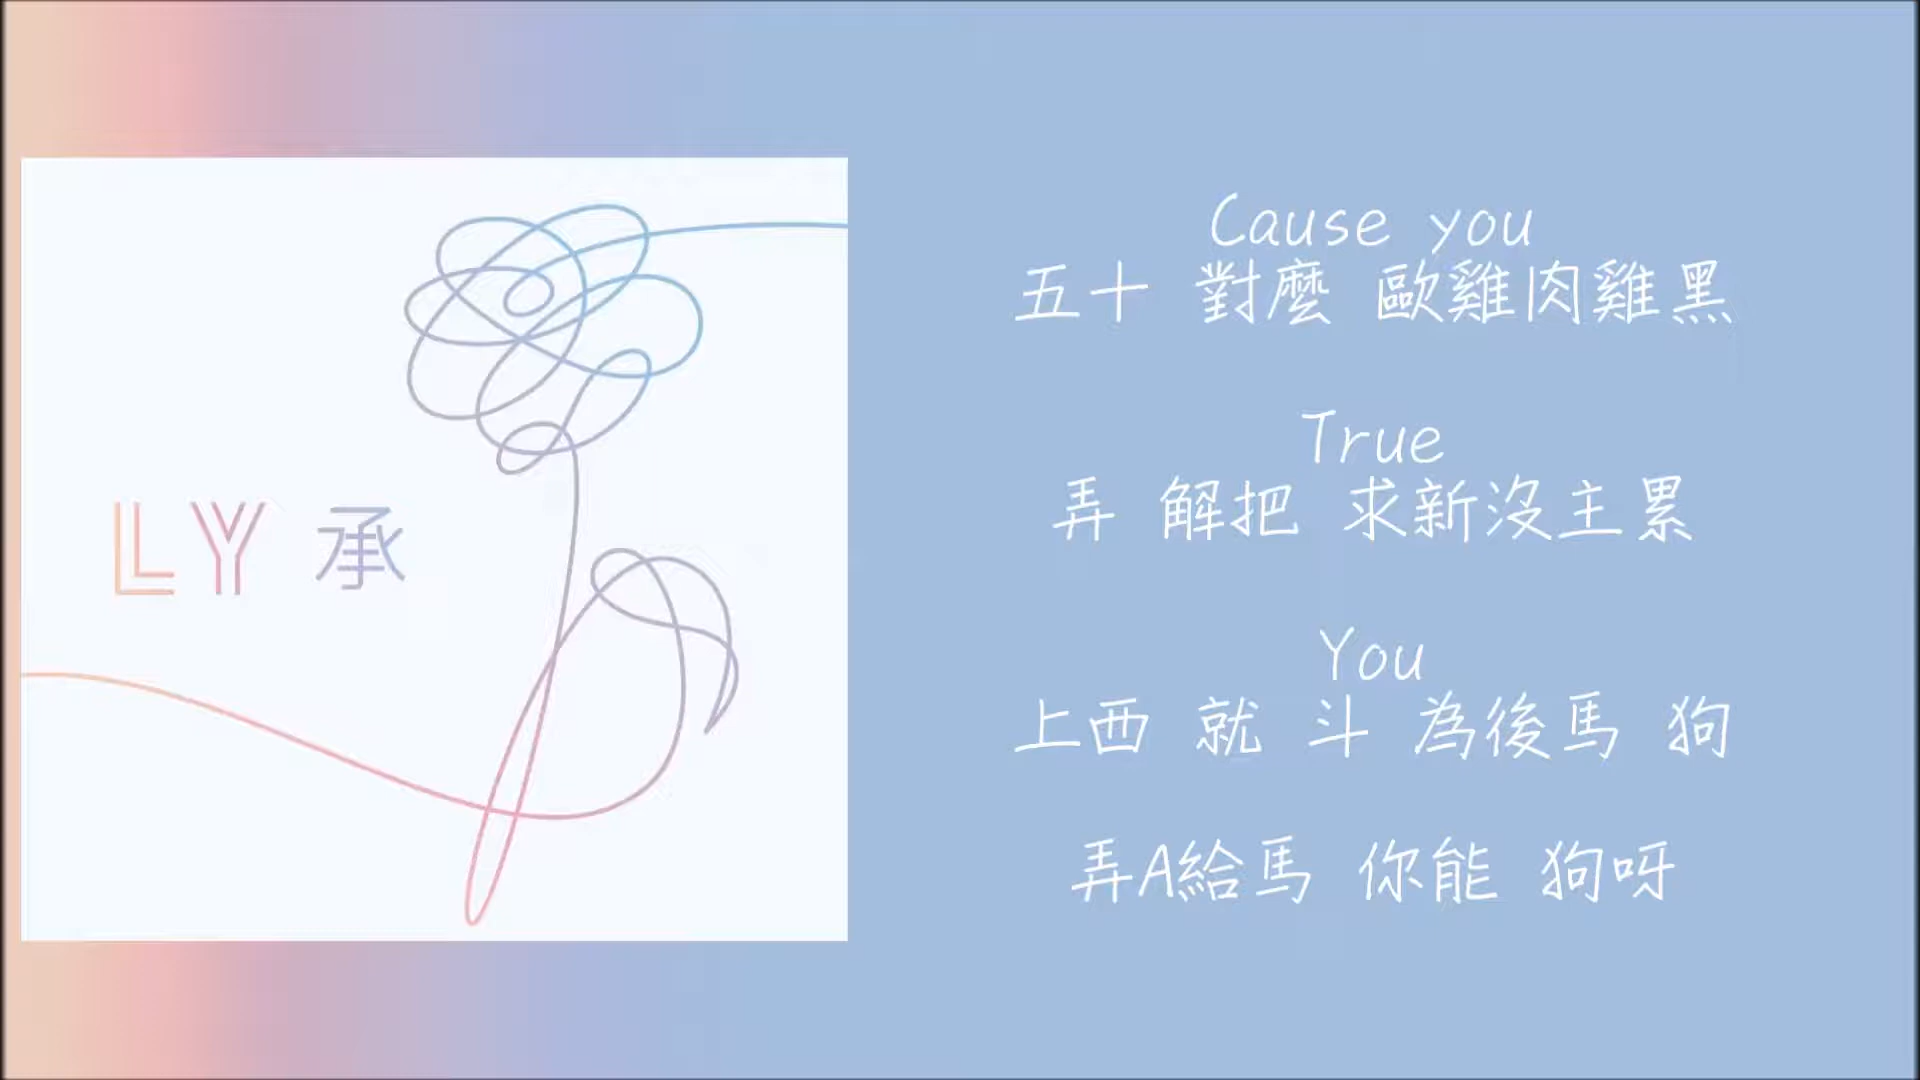 LY 承
Cause you
五十 對麼 歐雞肉雞黑
True
弄 解把 求新沒主累
You
上西 就 斗 為後馬 狗
弄A給馬 你能 狗呀